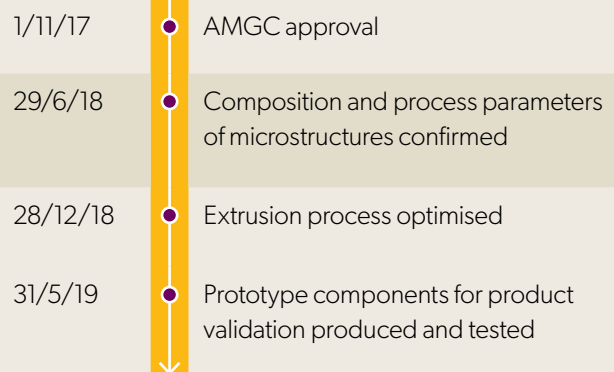 1/11/17 AMGC approval
29/6/18 Composition and process parameters
of microstructures confirmed
28/12/18 Extrusion process optimised
31/5/19 Prototype components for product
validation produced and tested